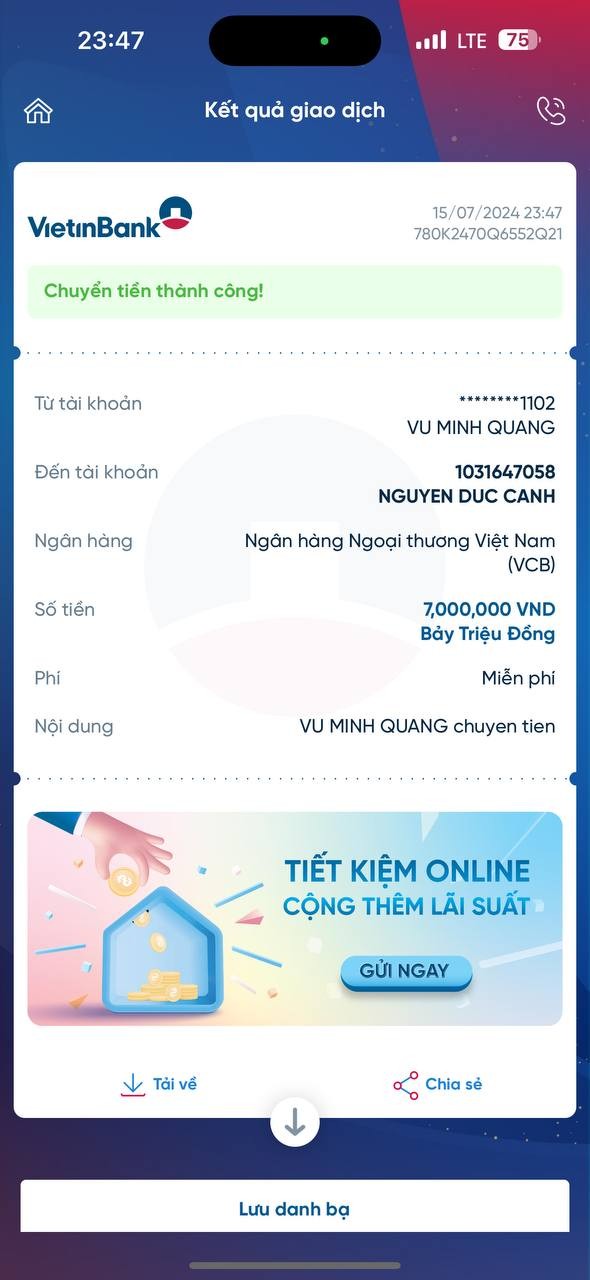 23:47
LTE
75
Kết quả giao dịch
VietinBank
15/07/2024 23:47
780K2470Q6552Q21
Chuyển tiền thành công!
Từ tài khoản
********1102
VU MINH QUANG
Đến tài khoản
1031647058
NGUYEN DUC CANH
Ngân hàng
Ngân hàng Ngoại thương Việt Nam
(VCB)
Số tiền
7,000,000 VND
Bảy Triệu Đồng
Phí
Miễn phí
Nội dung
VU MINH QUANG chuyen tien
TIẾT KIỆM ONLINE
CỘNG THÊM LÃI SUẤT
GỬI NGAY
Tải về
Chia sẻ
Lưu danh bạ